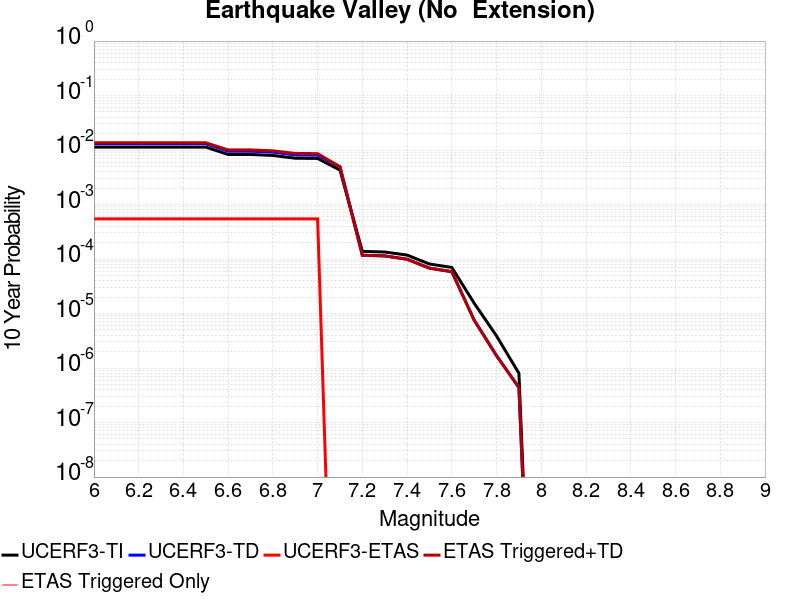 Earthquake Valley (No  Extension)
10^0
10^-1
10^-2
10^-3
10^-4
10^-5
10^-6
10^-7
10^-8
10 Year Probability
6 6.2 6.4 6.6 6.8 7 7.2 7.4 7.6 7.8 8 8.2 8.4 8.6 8.8 9
Magnitude
UCERF3-TI UCERF3-TD UCERF3-ETAS ETAS Triggered+TD
ETAS Triggered Only